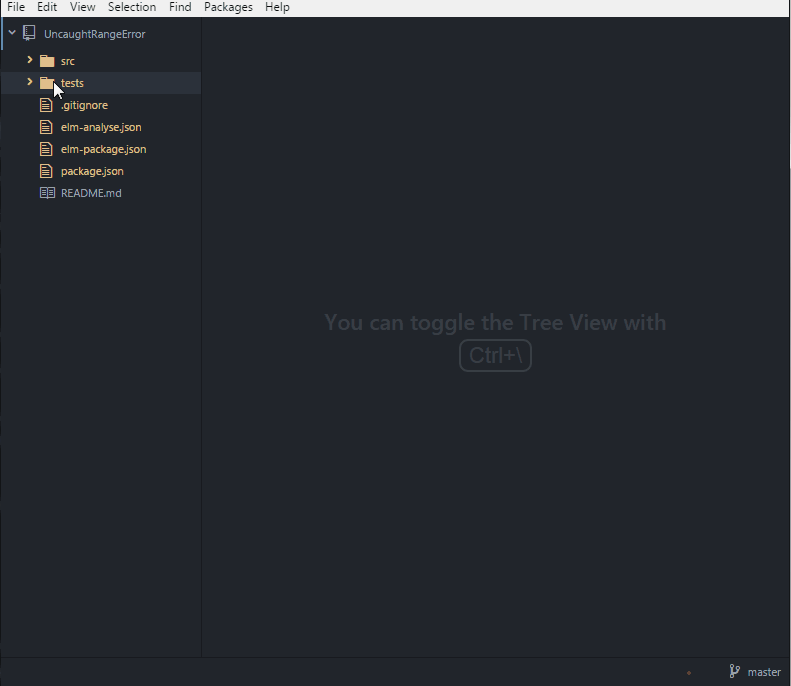 File Edit View Selection Find Packages Help
UncaughtRangeError
src
tests
.gitignore
elm-analyse.json
elm-package.json
package.json
README.md
You can toggle the Tree View with
Ctrl+\
master